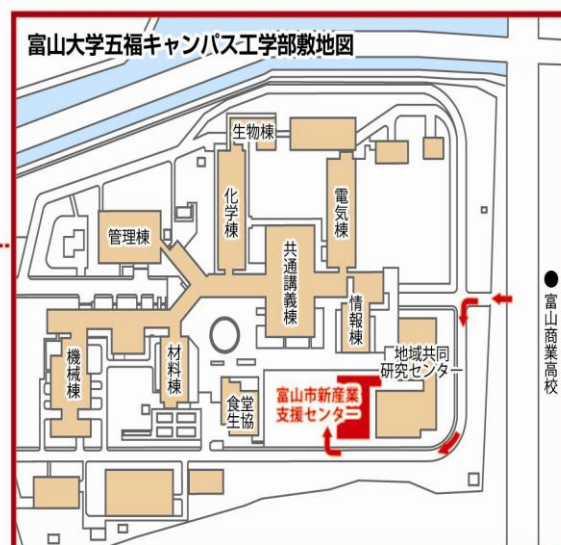 富山大学五福キャンパス工学部敷地図
生物棟
化学棟
電気棟
管理棟
共通講義棟
情報棟
機械棟
材料棟
地域共同
研究センター
富山市新産業
支援センター
食堂
生協
●富山商業高校